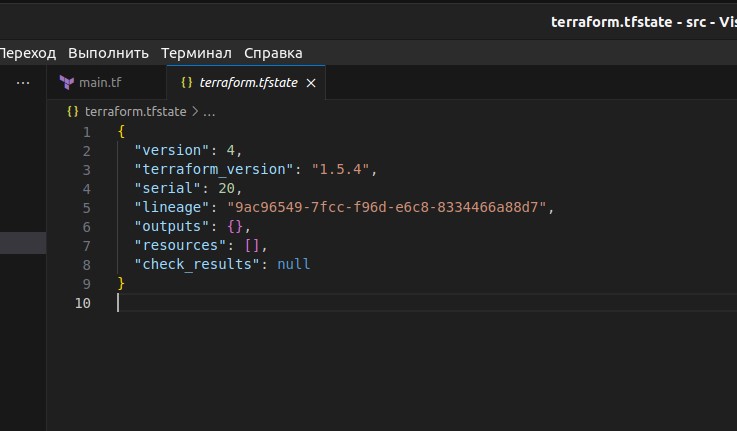 terraform.tfstate - src - Vis
Переход Выполнить Терминал Справка
... main.tf {} terraform.tfstate ×
{} terraform.tfstate > ...
1 {
2 "version": 4,
3 "terraform_version": "1.5.4",
4 "serial": 20,
5 "lineage": "9ac96549-7fcc-f96d-e6c8-8334466a88d7",
6 "outputs": {},
7 "resources": [],
8 "check_results": null
9 }
10